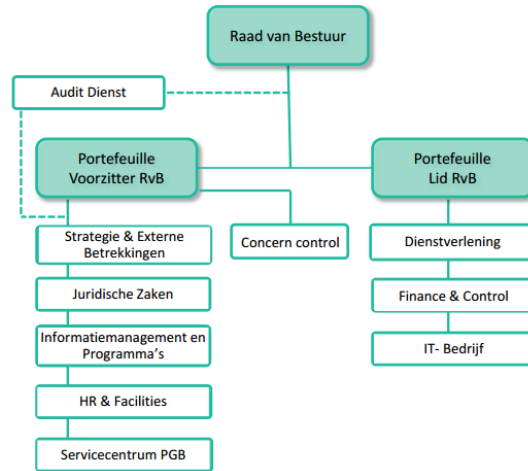 Raad van Bestuur
Audit Dienst
Portefeuille
Voorzitter RvB
Portefeuille
Lid RvB
Strategie & Externe
Betrekkingen
Concern control
Dienstverlening
Juridische Zaken
Finance & Control
Informatiemanagement en
Programma's
IT- Bedrijf
HR & Facilities
Servicecentrum PGB